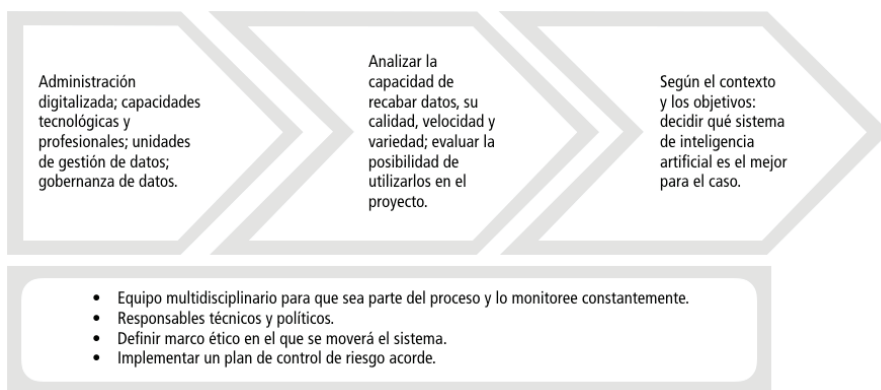 Administración
digitalizada; capacidades
tecnológicas y
profesionales; unidades
de gestión de datos;
gobernanza de datos.
Analizar la
capacidad de
recabar datos, su
calidad, velocidad y
variedad; evaluar la
posibilidad de
utilizarlos en el
proyecto.
Según el contexto
y los objetivos:
decidir qué sistema
de inteligencia
artificial es el mejor
para el caso.
• Equipo multidisciplinario para que sea parte del proceso y lo monitoree constantemente.
• Responsables técnicos y políticos.
• Definir marco ético en el que se moverá el sistema.
• Implementar un plan de control de riesgo acorde.